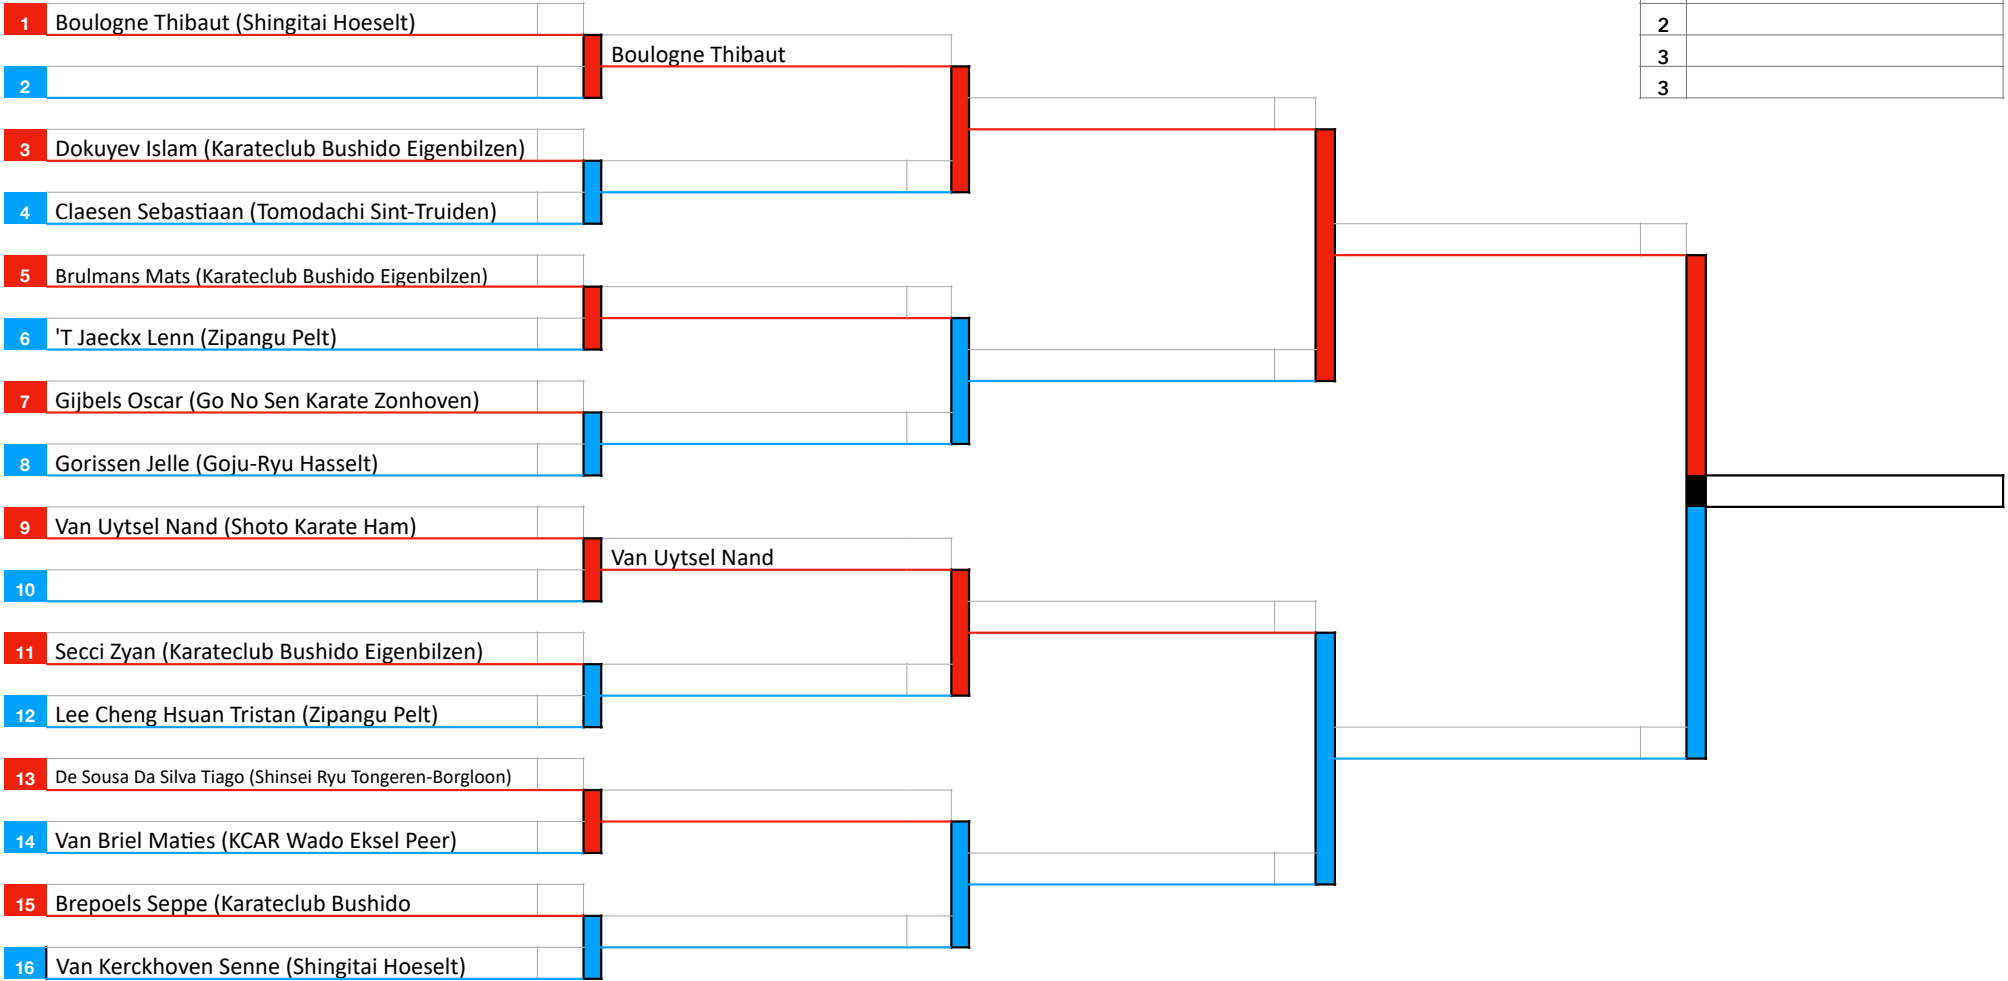 1 Boulogne Thibaut (Shingitai Hoeselt)
2
Boulogne Thibaut
3 Dokuyev Islam (Karateclub Bushido Eigenbilzen)
4 Claesen Sebastiaan (Tomodachi Sint-Truiden)
5 Brulmans Mats (Karateclub Bushido Eigenbilzen)
6 'T Jaeckx Lenn (Zipangu Pelt)
7 Gijbels Oscar (Go No Sen Karate Zonhoven)
8 Gorissen Jelle (Goju-Ryu Hasselt)
9 Van Uytsel Nand (Shoto Karate Ham)
Van Uytsel Nand
10
11 Secci Zyan (Karateclub Bushido Eigenbilzen)
12 Lee Cheng Hsuan Tristan (Zipangu Pelt)
13 De Sousa Da Silva Tiago (Shinsei Ryu Tongeren-Borgloon)
14 Van Briel Maties (KCAR Wado Eksel Peer)
15 Brepoels Seppe (Karateclub Bushido
16 Van Kerckhoven Senne (Shingitai Hoeselt)
2
3
3